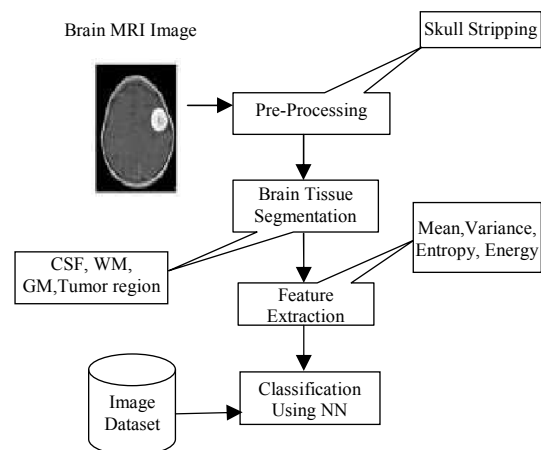 Brain MRI Image
Skull Stripping
Pre-Processing
Brain Tissue
Segmentation
Mean,Variance,
Entropy, Energy
CSF, WM,
GM,Tumor region
Feature
Extraction
Classification
Using NN
Image
Dataset